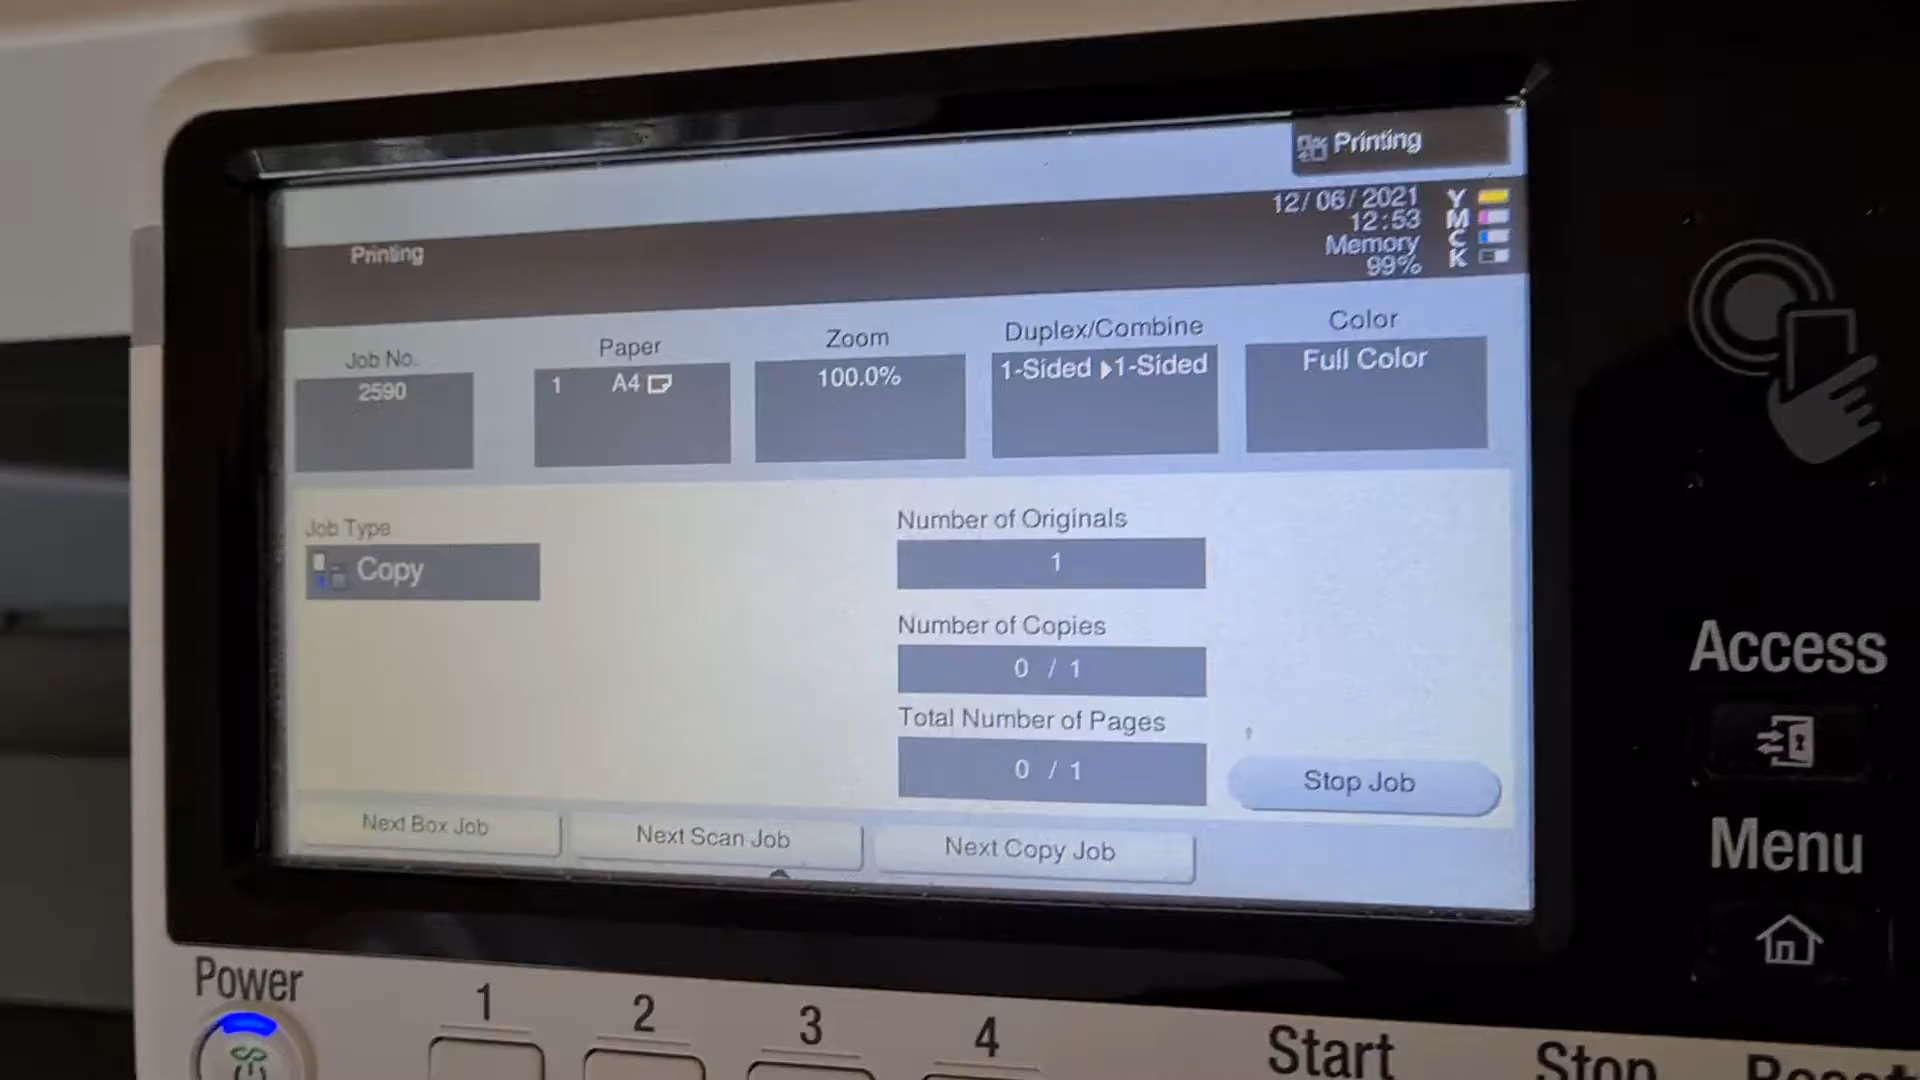 Printing
12/06/2021
12:53
Memory
99%
Y
M
C
K
Printing
Job No.
2590
Paper
1 A4
Zoom
100.0%
Duplex/Combine
1-Sided ▸1-Sided
Color
Full Color
Job Type
Copy
Number of Originals
1
Number of Copies
0 / 1
Total Number of Pages
0 / 1
Stop Job
Next Box Job
Next Scan Job
Next Copy Job
Access
Menu
Power
1
2
3
4
Start
Stop
Reset